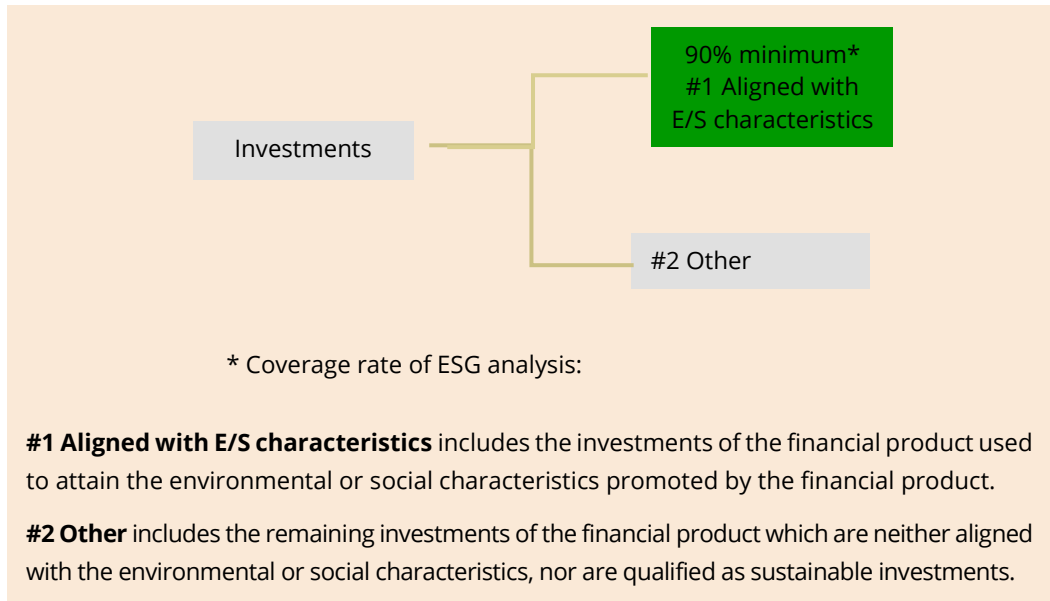 90% minimum*
#1 Aligned with
E/S characteristics
Investments
#2 Other
* Coverage rate of ESG analysis:
#1 Aligned with E/S characteristics includes the investments of the financial product used
to attain the environmental or social characteristics promoted by the financial product.
#2 Other includes the remaining investments of the financial product which are neither aligned
with the environmental or social characteristics, nor are qualified as sustainable investments.